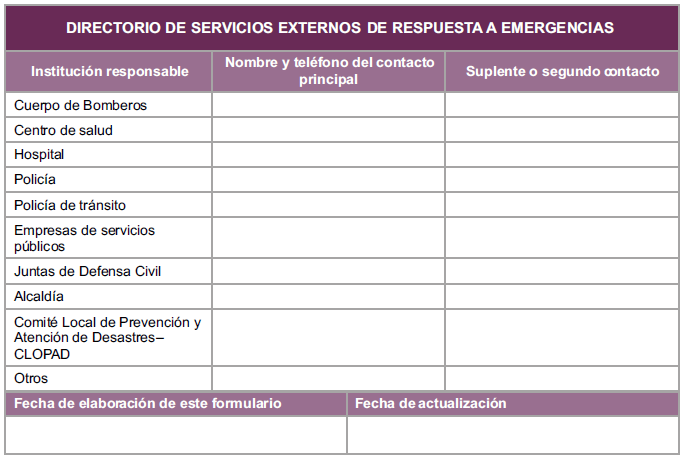 DIRECTORIO DE SERVICIOS EXTERNOS DE RESPUESTA A EMERGENCIAS
Institución responsable
Nombre y teléfono del contacto
principal
Suplente o segundo contacto
Cuerpo de Bomberos
Centro de salud
Hospital
Policía
Policía de tránsito
Empresas de servicios
públicos
Juntas de Defensa Civil
Alcaldía
Comité Local de Prevención y
Atención de Desastres–
CLOPAD
Otros
Fecha de elaboración de este formulario
Fecha de actualización